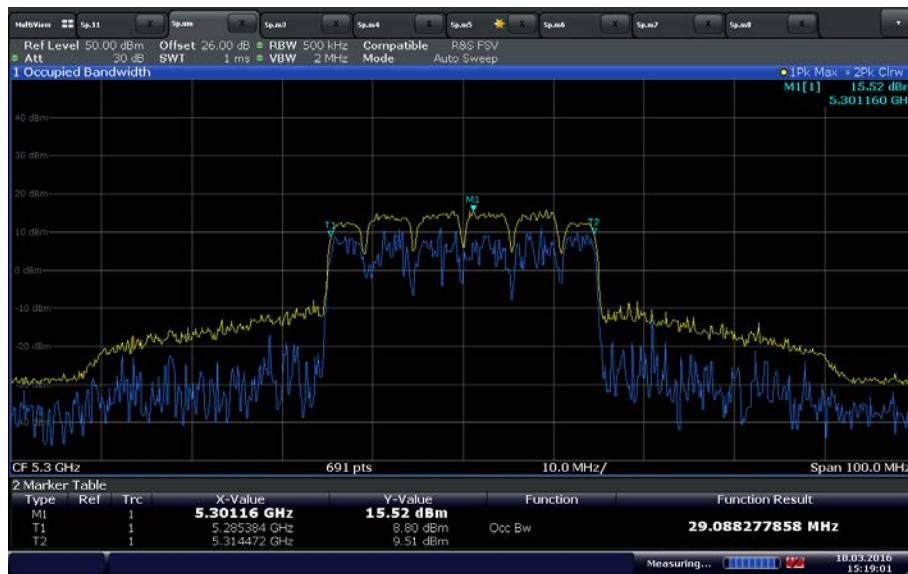 MultiView Sp.11 X Sp.um X Sp.m3 X Sp.m4 X Sp.m5 X Sp.m6 X Sp.m7 X Sp.m8 X
Ref Level 50.00 dBm Offset 26.00 dB RBW 500 kHz Compatible R&S FSV
Att 30 dB SWT 1 ms VBW 2 MHz Mode Auto Sweep
1 Occupied Bandwidth 1Pk Max 2Pk Clrw
M1[1] 15.52 dBm
5.301160 GH
40 dBm
30 dBm
20 dBm
M1
T1 T2
10 dBm
0 dBm
-10 dBm
-20 dBm
CF 5.3 GHz 691 pts 10.0 MHz/ Span 100.0 MHz
2 Marker Table
Type Ref Trc X-Value Y-Value Function Function Result
M1 1 5.30116 GHz 15.52 dBm
T1 1 5.285384 GHz 8.80 dBm Occ Bw 29.088277858 MHz
T2 1 5.314472 GHz 9.51 dBm
Measuring... 18.03.2016
15:19:01